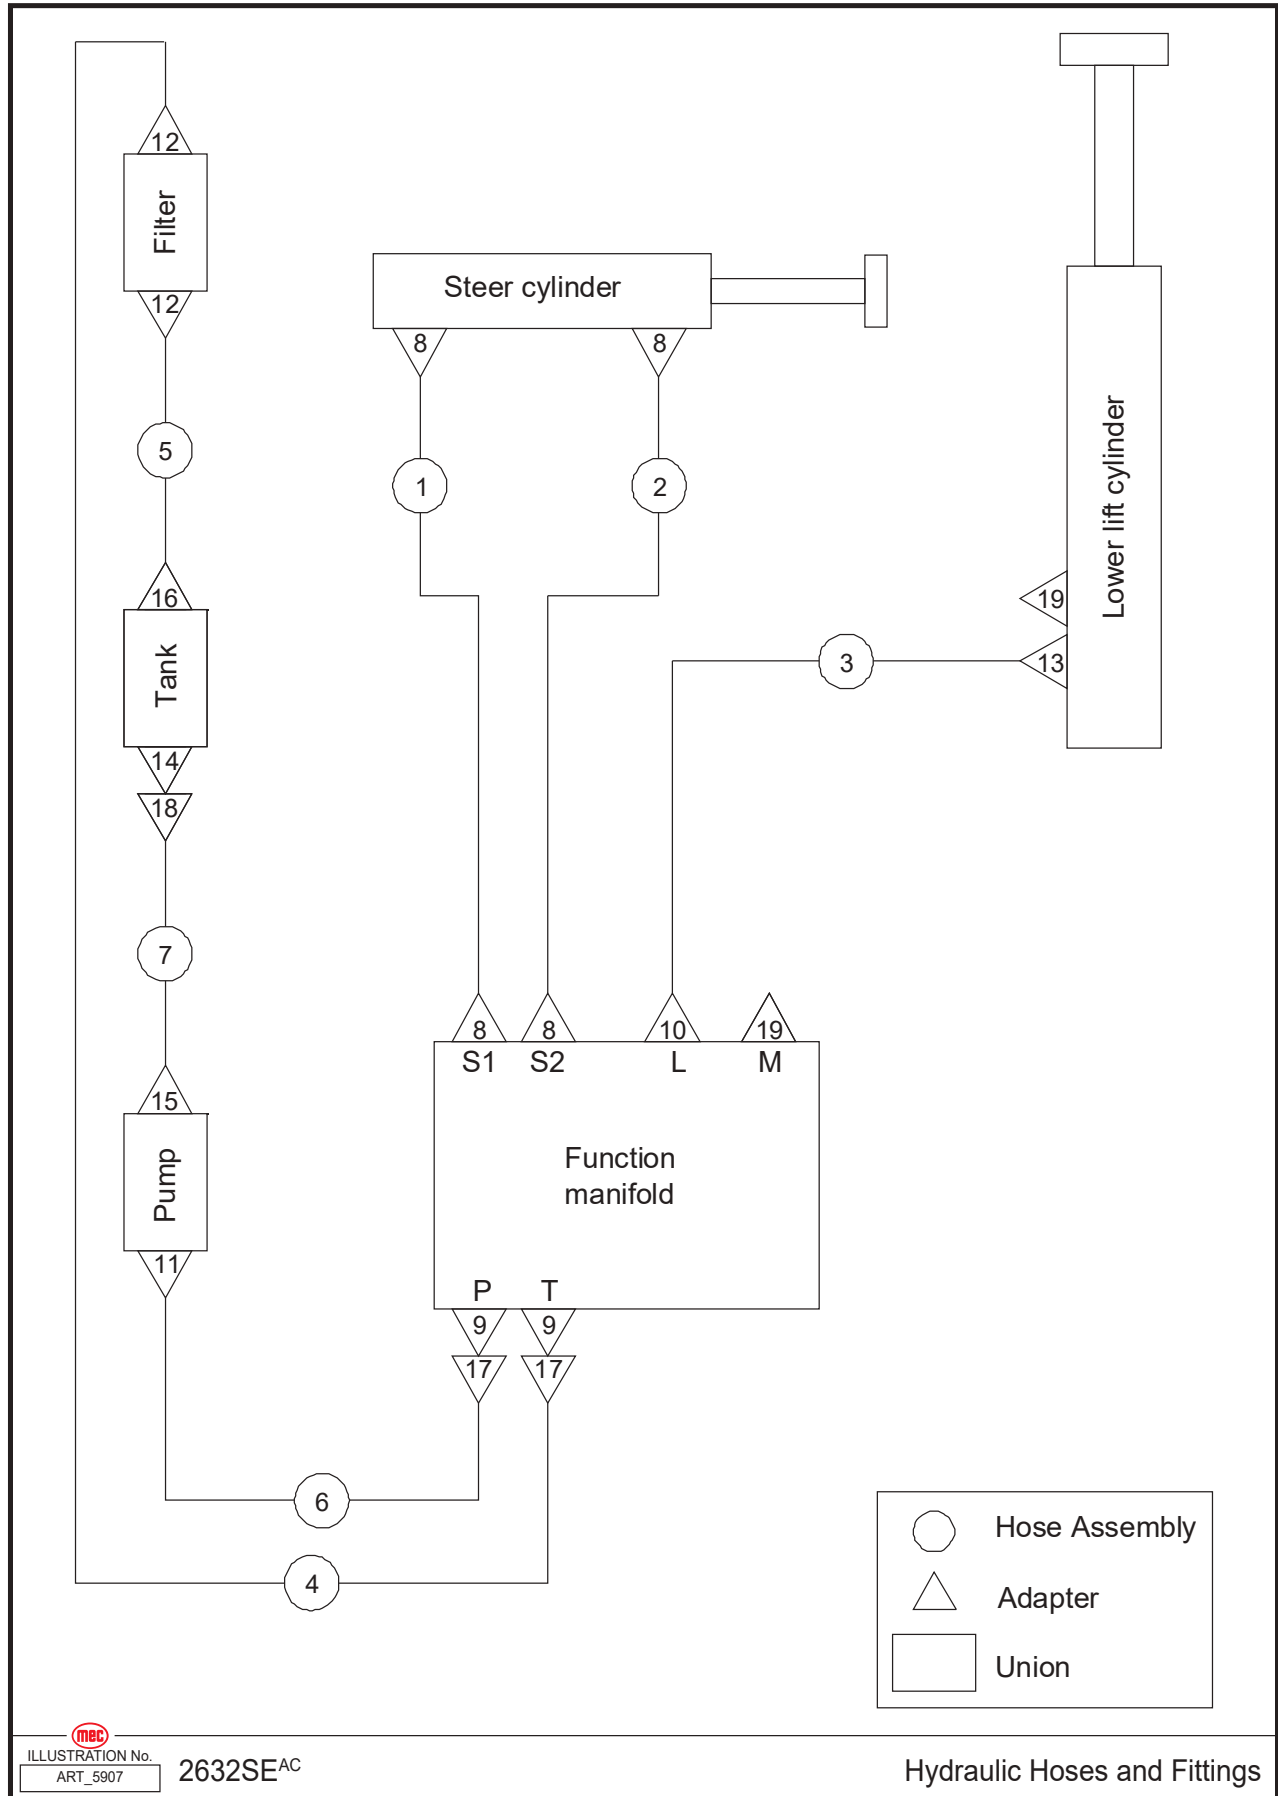 12
Filter
12
5
16
Tank
14
18
7
15
Pump
11
Steer cylinder
8
8
1
2
Lower lift cylinder
19
13
3
8
8
10
19
S1
S2
L
M
Function
manifold
P
T
9
9
17
17
6
4
Hose Assembly
Adapter
Union
mec
ILLUSTRATION No.
ART_5907
2632SEᴬᶜ
Hydraulic Hoses and Fittings